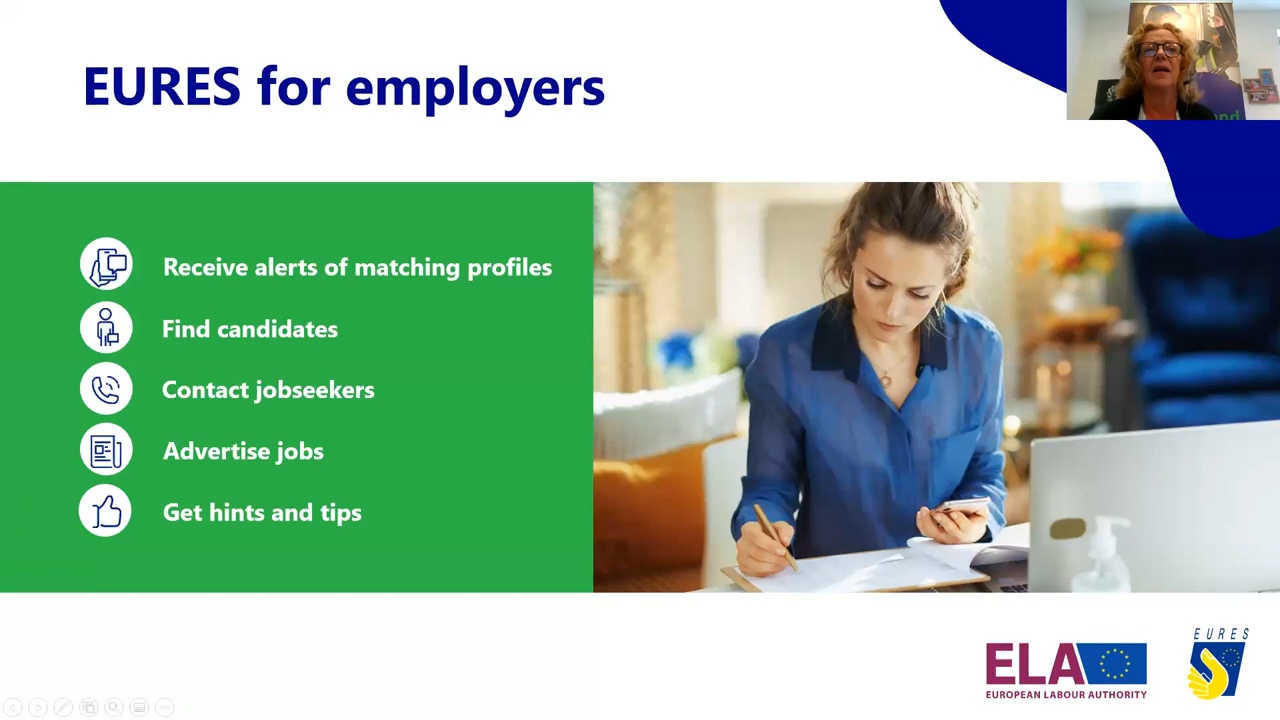 EURES for employers
Receive alerts of matching profiles
Find candidates
Contact jobseekers
Advertise jobs
Get hints and tips
ELA
EUROPEAN LABOUR AUTHORITY
EURES